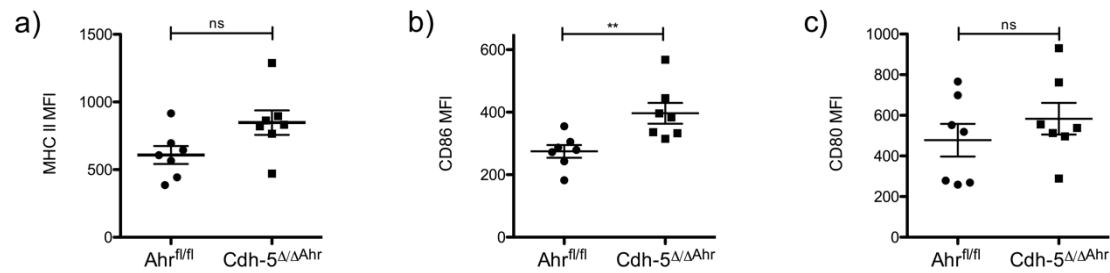 a)
ns
MHC II MFI
1500
1000
500
0
Ahrfl/fl
Cdh-5Δ/ΔAhr
b)
**
CD86 MFI
600
400
200
0
Ahrfl/fl
Cdh-5Δ/ΔAhr
c)
ns
CD80 MFI
1000
800
600
400
200
0
Ahrfl/fl
Cdh-5Δ/ΔAhr